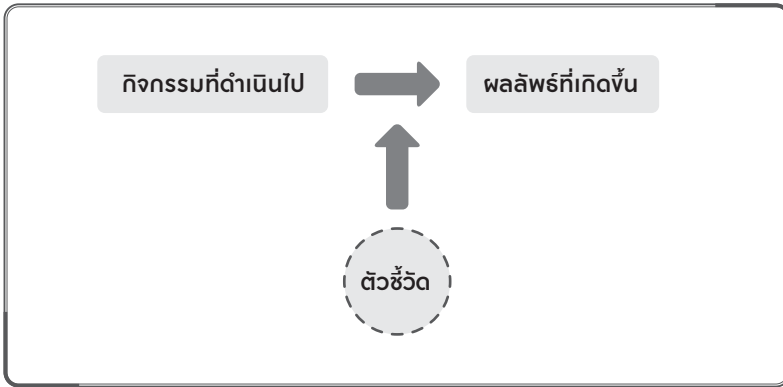 กิจกรรมที่ดำเนินไป
ผลลัพธ์ที่เกิดขึ้น
ตัวชี้วัด